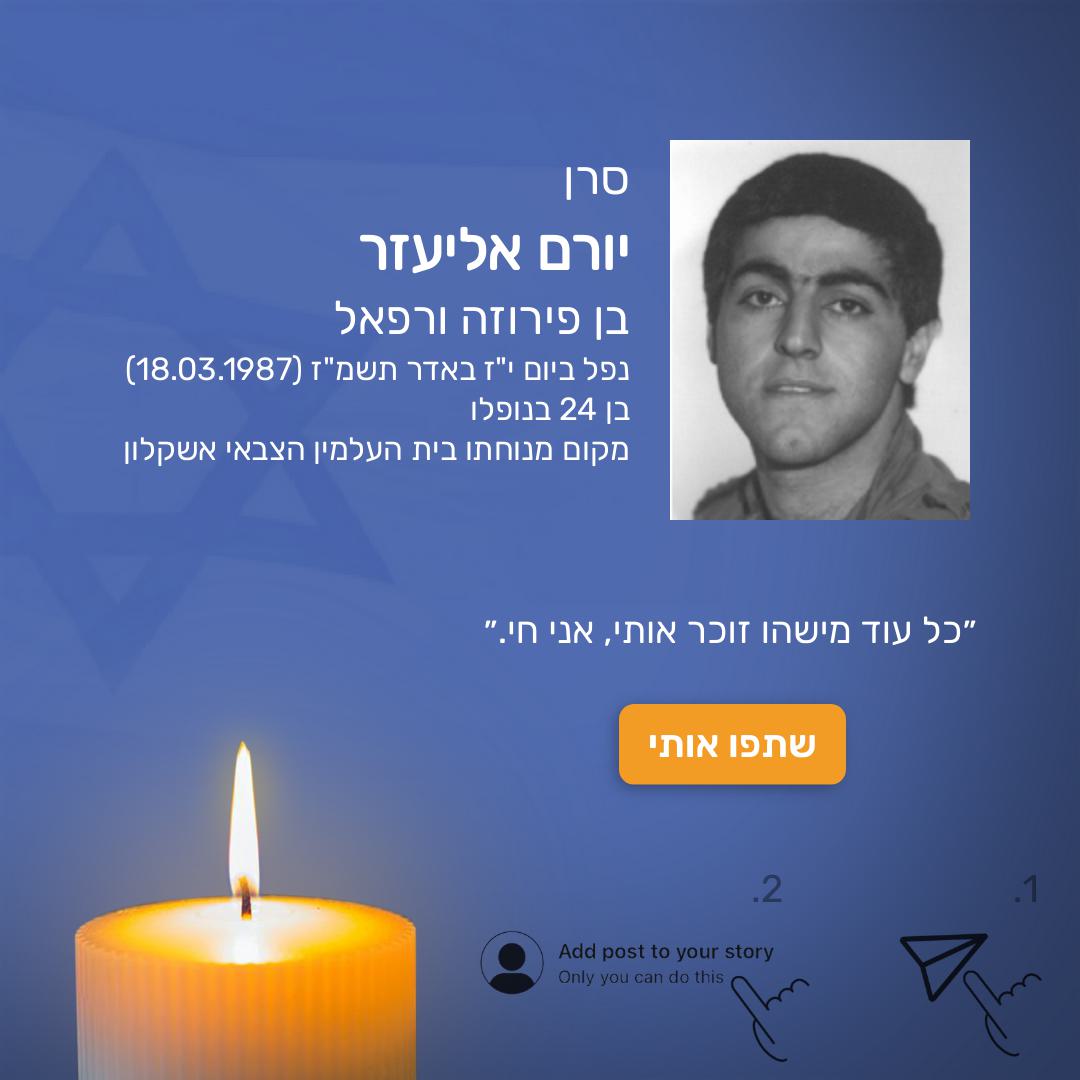 סרן
יורם אליעזר
בן פירוזה ורפאל
נפל ביום י"ז באדר תשמ"ז (18.03.1987)
בן 24 בנופלו
מקום מנוחתו בית העלמין הצבאי אשקלון
״כל עוד מישהו זוכר אותי, אני חי.״
שתפו אותי
.1
.2
Add post to your story
Only you can do this